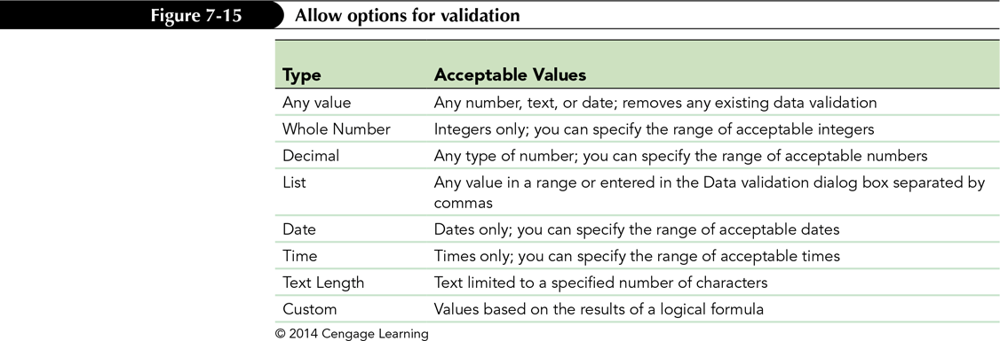 Figure 7-15 Allow options for validation
Type Acceptable Values
Any value Any number, text, or date; removes any existing data validation
Whole Number Integers only; you can specify the range of acceptable integers
Decimal Any type of number; you can specify the range of acceptable numbers
List Any value in a range or entered in the Data validation dialog box separated by
commas
Date Dates only; you can specify the range of acceptable dates
Time Times only; you can specify the range of acceptable times
Text Length Text limited to a specified number of characters
Custom Values based on the results of a logical formula
© 2014 Cengage Learning